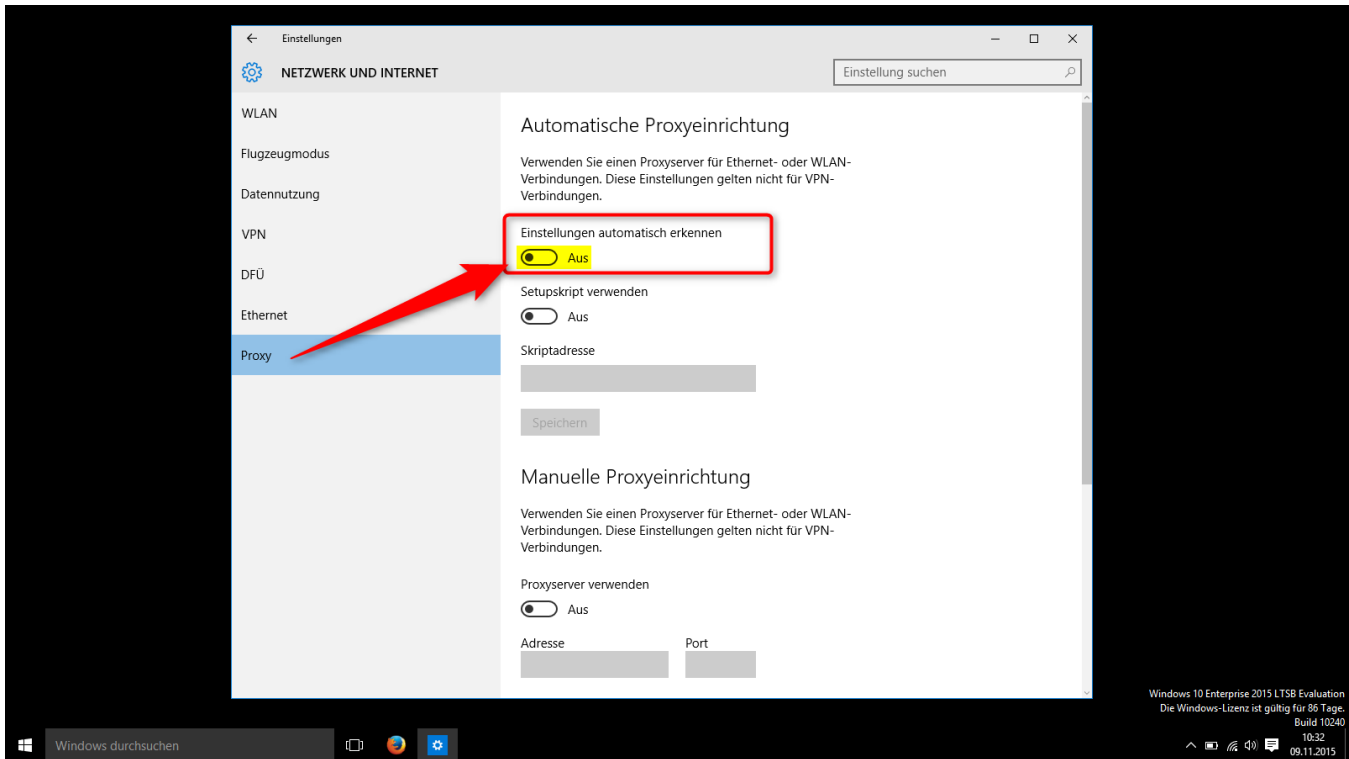 Einstellungen
NETZWERK UND INTERNET
Einstellung suchen
WLAN
Flugzeugmodus
Datennutzung
VPN
DFÜ
Ethernet
Proxy
Automatische Proxyeinrichtung
Verwenden Sie einen Proxyserver für Ethernet- oder WLAN-
Verbindungen. Diese Einstellungen gelten nicht für VPN-
Verbindungen.
Einstellungen automatisch erkennen
Aus
Setupskript verwenden
Aus
Skriptadresse
Speichern
Manuelle Proxyeinrichtung
Verwenden Sie einen Proxyserver für Ethernet- oder WLAN-
Verbindungen. Diese Einstellungen gelten nicht für VPN-
Verbindungen.
Proxyserver verwenden
Aus
Adresse
Port
Windows 10 Enterprise 2015 LTSB Evaluation
Die Windows-Lizenz ist gültig für 86 Tage.
Build 10240
Windows durchsuchen
10:32
09.11.2015